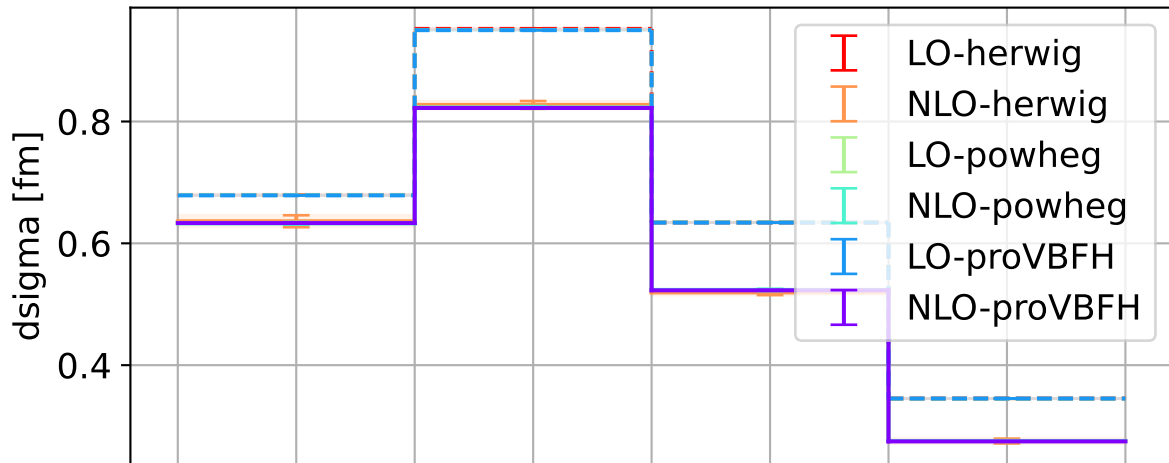 dsigma [fm]
0.8
0.6
0.4
LO-herwig
NLO-herwig
LO-powheg
NLO-powheg
LO-proVBFH
NLO-proVBFH